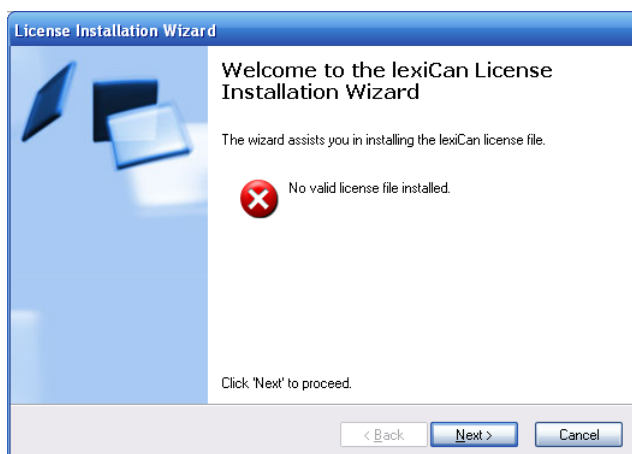 License Installation Wizard
Welcome to the lexiCan License
Installation Wizard
The wizard assists you in installing the lexiCan license file.
No valid license file installed.
Click 'Next' to proceed.
< Back
Next >
Cancel